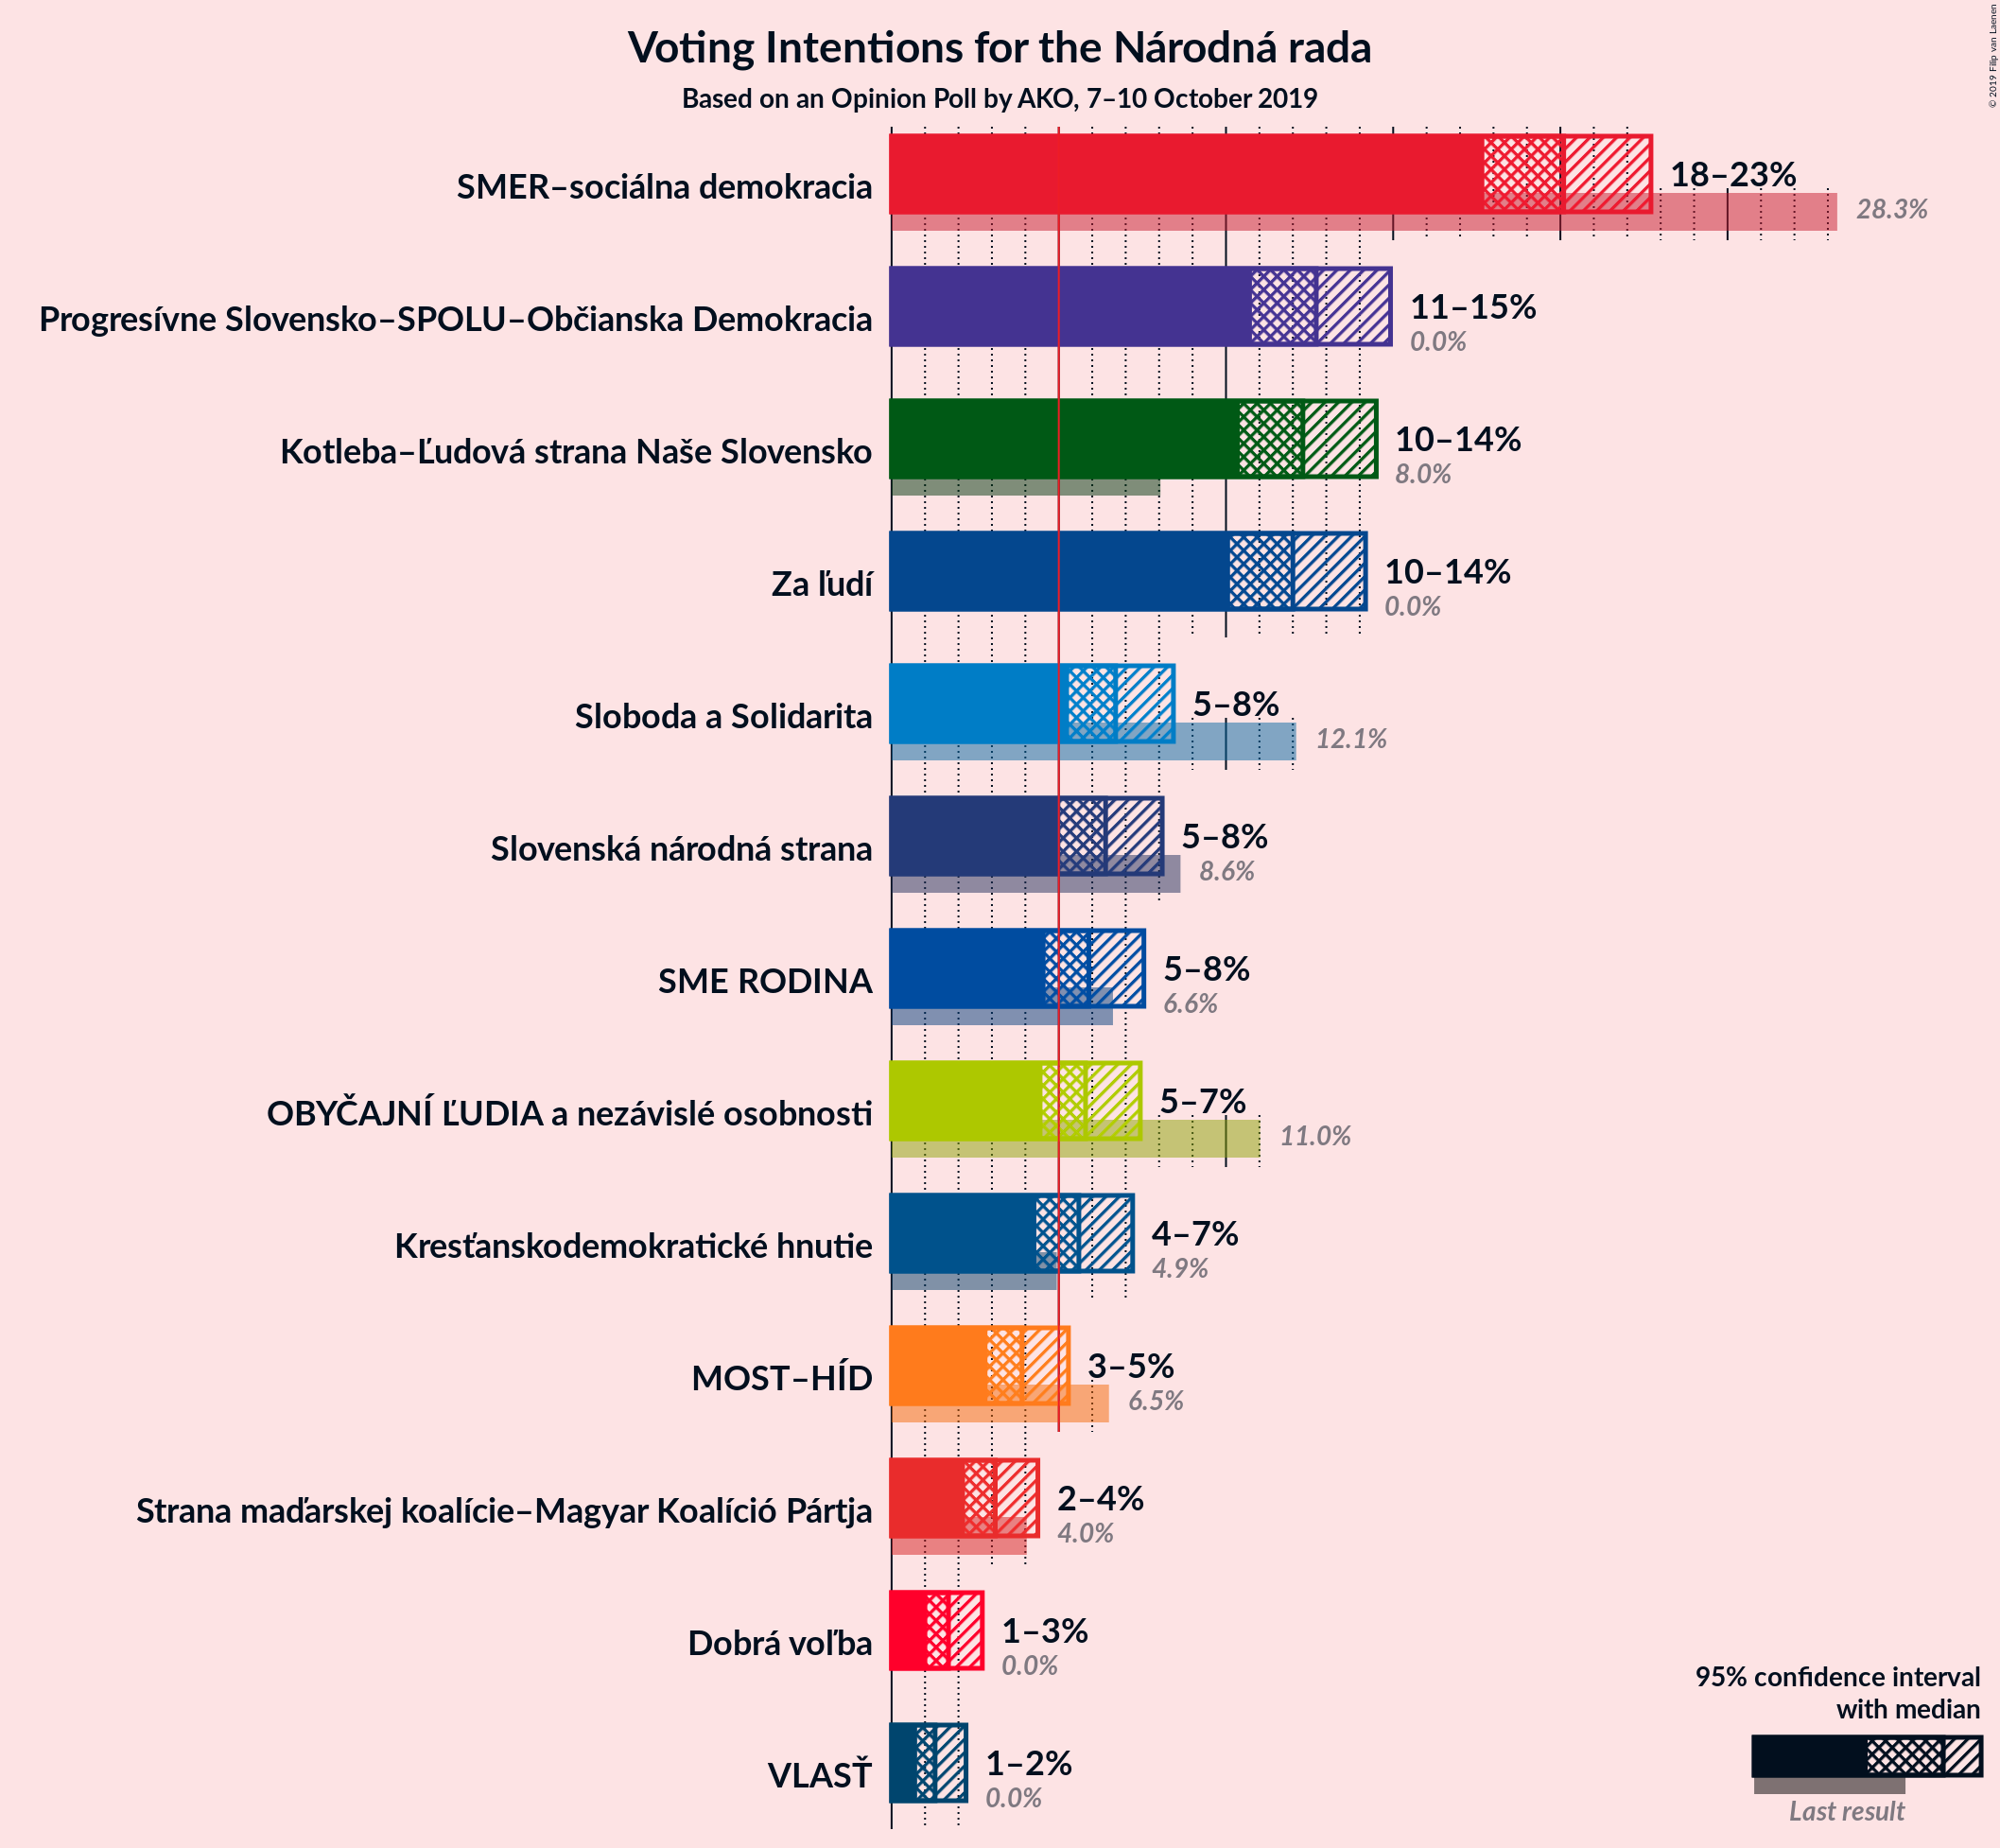 Voting Intentions for the Národná rada
Based on an Opinion Poll by AKO, 7–10 October 2019
© 2019 Filip van Laenen
SMER–sociálna demokracia
18–23%
28.3%
Progresívne Slovensko–SPOLU–Občianska Demokracia
11–15%
0.0%
Kotleba–Ľudová strana Naše Slovensko
10–14%
8.0%
Za ľudí
10–14%
0.0%
Sloboda a Solidarita
5–8%
12.1%
Slovenská národná strana
5–8%
8.6%
SME RODINA
5–8%
6.6%
OBYČAJNÍ ĽUDIA a nezávislé osobnosti
5–7%
11.0%
Kresťanskodemokratické hnutie
4–7%
4.9%
MOST–HÍD
3–5%
6.5%
Strana maďarskej koalície–Magyar Koalíció Pártja
2–4%
4.0%
Dobrá voľba
1–3%
0.0%
VLASŤ
1–2%
0.0%
95% confidence interval
with median
Last result